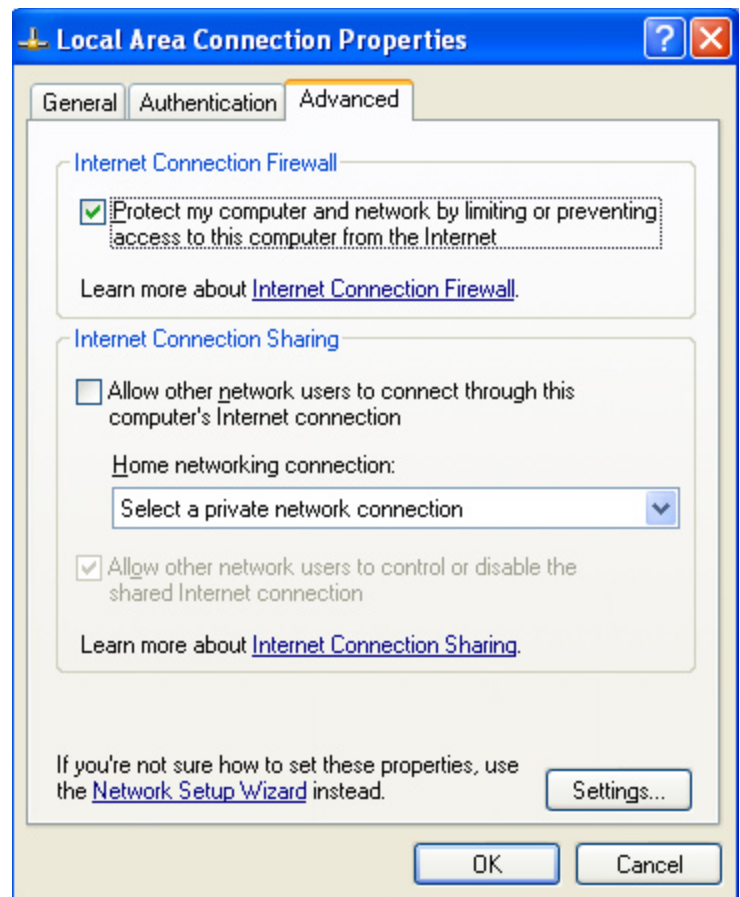 Local Area Connection Properties
General Authentication Advanced
Internet Connection Firewall
Protect my computer and network by limiting or preventing
access to this computer from the Internet
Learn more about Internet Connection Firewall.
Internet Connection Sharing
Allow other network users to connect through this
computer's Internet connection
Home networking connection:
Select a private network connection
Allow other network users to control or disable the
shared Internet connection
Learn more about Internet Connection Sharing.
If you're not sure how to set these properties, use
the Network Setup Wizard instead.
Settings...
OK Cancel